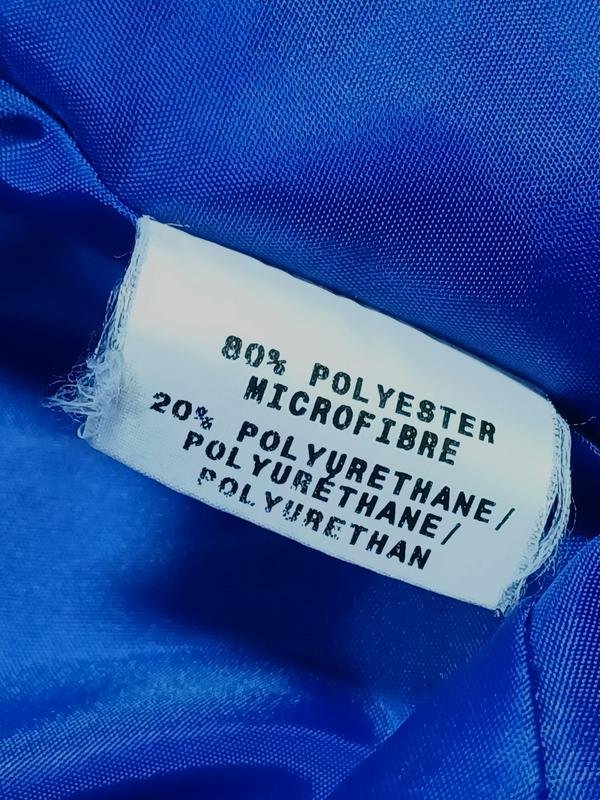 80% POLYESTER
MICROFIBRE
20% POLYURETHANE/
POLYURÉTHANE/
POLYURETHAN